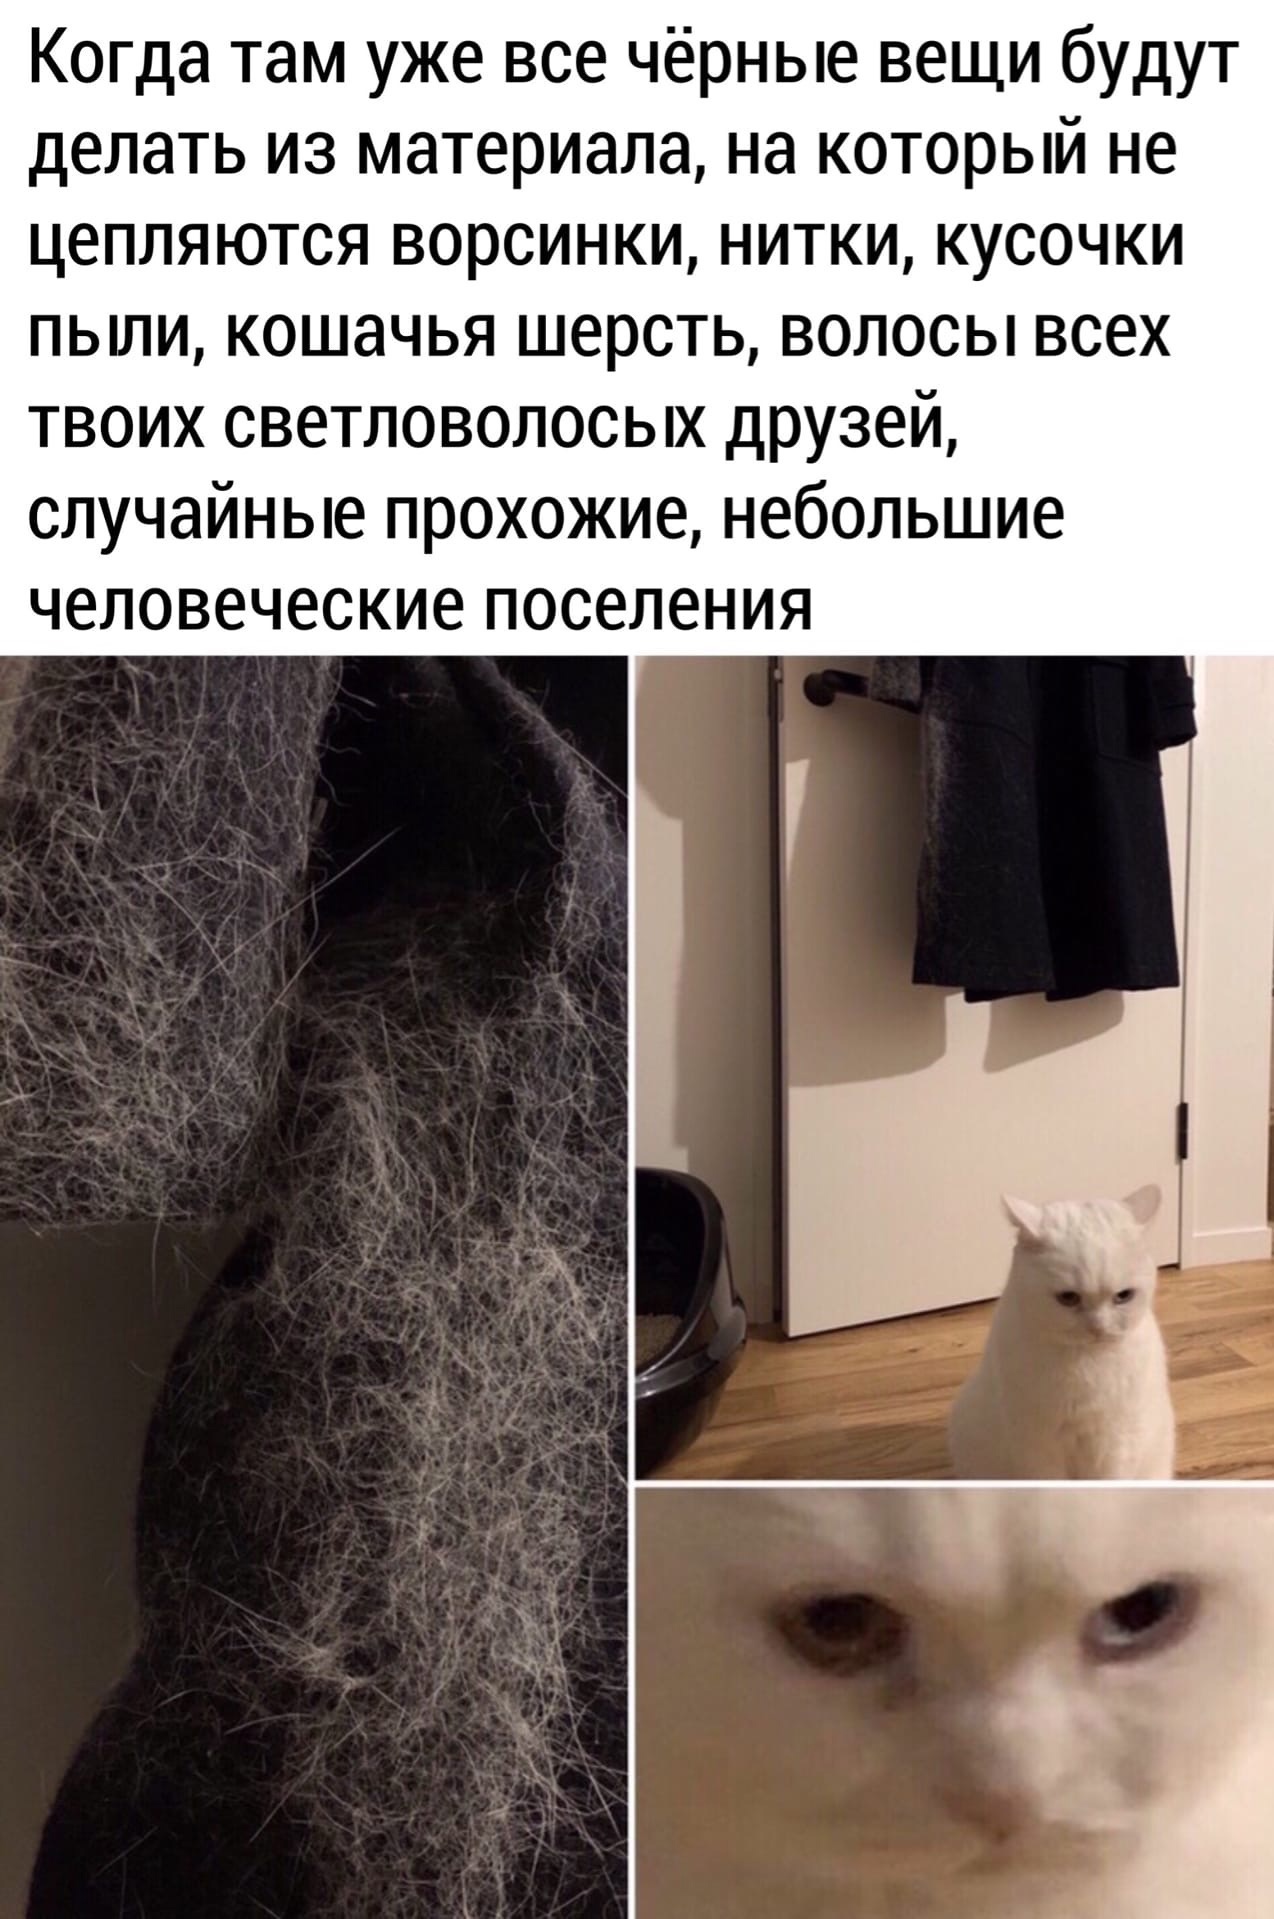 Когда там уже все чёрные вещи будут
делать из материала, на который не
цепляются ворсинки, нитки, кусочки
пыли, кошачья шерсть, волосы всех
твоих светловолосых друзей,
случайные прохожие, небольшие
человеческие поселения